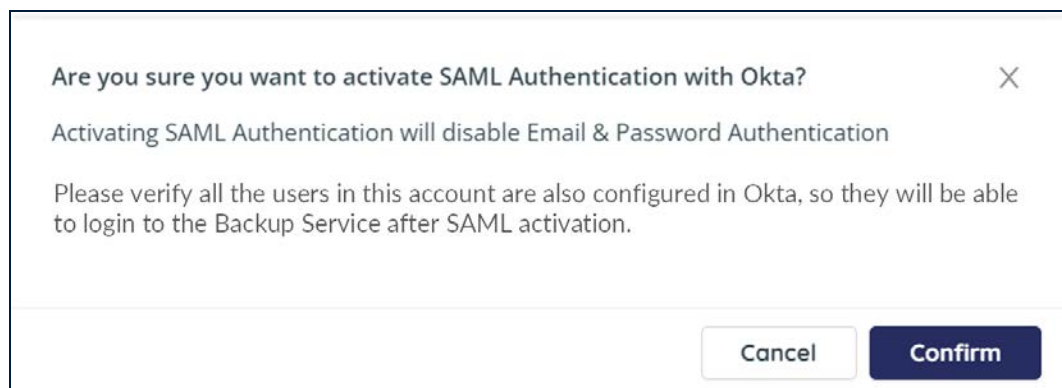 Are you sure you want to activate SAML Authentication with Okta?
Activating SAML Authentication will disable Email & Password Authentication
Please verify all the users in this account are also configured in Okta, so they will be able
to login to the Backup Service after SAML activation.
Cancel
Confirm